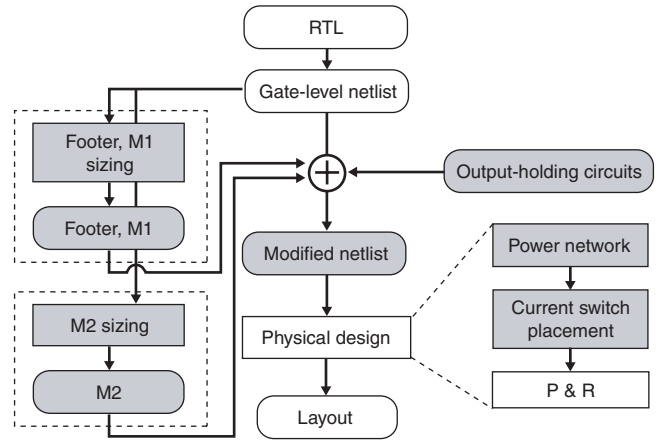 RTL
Gate-level netlist
Footer, M1
sizing
Footer, M1
M2 sizing
M2
Output-holding circuits
Modified netlist
Physical design
Layout
Power network
Current switch
placement
P & R